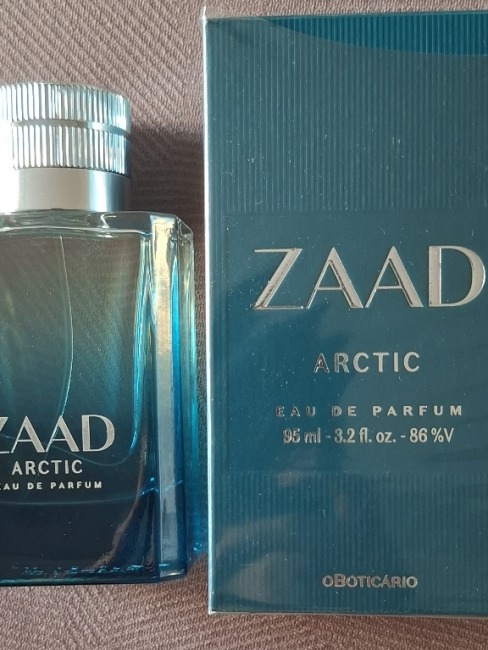 ZAAD
ARCTIC
EAU DE PARFUM
ZAAD
ARCTIC
EAU DE PARFUM
95 ml - 3.2 fl. oz. - 86 %V
oBOTICÁRIO